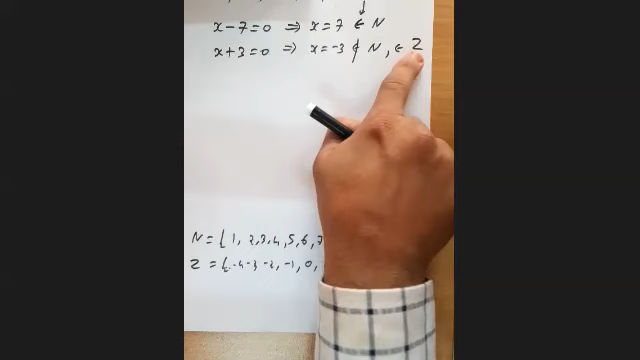 x-7=0 ⇒ x=7 ∈ N
x+3=0 ⇒ x=-3 ∉ N, ∈ Z
N={1, 2,3,4,5,6,7
Z={..-4-3-2,-1,0,